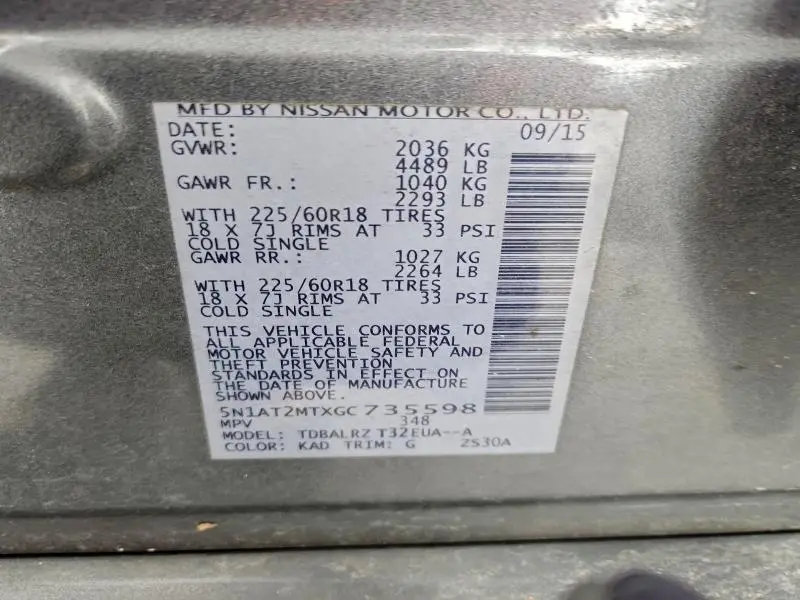 MFD BY NISSAN MOTOR CO., LTD.
DATE: 09/15
GVWR: 2036 KG
4489 LB
GAWR FR.: 1040 KG
2293 LB
WITH 225/60R18 TIRES
18 X 7J RIMS AT 33 PSI
COLD SINGLE
GAWR RR.: 1027 KG
2264 LB
WITH 225/60R18 TIRES
18 X 7J RIMS AT 33 PSI
COLD SINGLE
THIS VEHICLE CONFORMS TO
ALL APPLICABLE FEDERAL
MOTOR VEHICLE SAFETY AND
THEFT PREVENTION
STANDARDS IN EFFECT ON
THE DATE OF MANUFACTURE
SHOWN ABOVE.
5N1AT2MTXGC735598
MPV 348
MODEL: TDBALRZ T32EUA--A
COLOR: KAD TRIM: G ZS30A